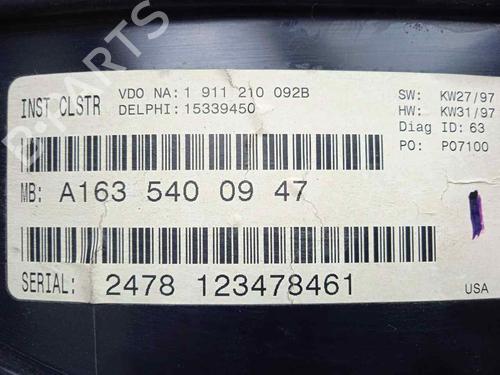 INST CLSTR
VDO NA: 1 911 210 092B
DELPHI: 15339450
SW: KW27/97
HW: KW31/97
Diag ID: 63
PO: P07100
MB: A163 540 09 47
SERIAL: 2478 123478461
USA
B-PARTS